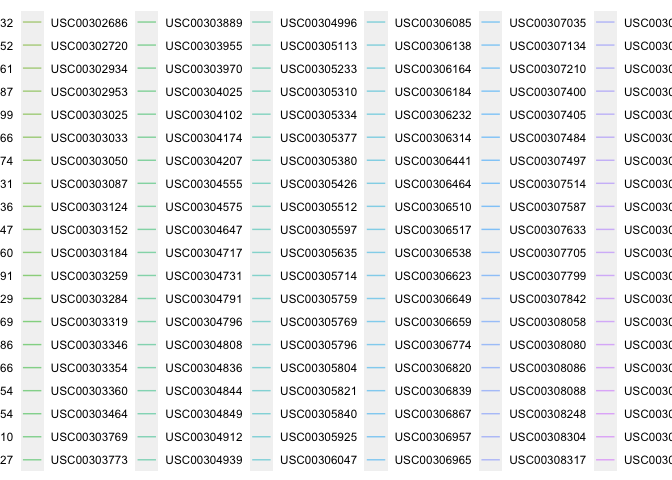 32 USC00302686 USC00303889 USC00304996 USC00306085 USC00307035 USC0030
52 USC00302720 USC00303955 USC00305113 USC00306138 USC00307134 USC0030
61 USC00302934 USC00303970 USC00305233 USC00306164 USC00307210 USC0030
87 USC00302953 USC00304025 USC00305310 USC00306184 USC00307400 USC0030
99 USC00303025 USC00304102 USC00305334 USC00306232 USC00307405 USC0030
66 USC00303033 USC00304174 USC00305377 USC00306314 USC00307484 USC0030
74 USC00303050 USC00304207 USC00305380 USC00306441 USC00307497 USC0030
31 USC00303087 USC00304555 USC00305426 USC00306464 USC00307514 USC0030
36 USC00303124 USC00304575 USC00305512 USC00306510 USC00307587 USC0030
47 USC00303152 USC00304647 USC00305597 USC00306517 USC00307633 USC0030
60 USC00303184 USC00304717 USC00305635 USC00306538 USC00307705 USC0030
91 USC00303259 USC00304731 USC00305714 USC00306623 USC00307799 USC0030
29 USC00303284 USC00304791 USC00305759 USC00306649 USC00307842 USC0030
69 USC00303319 USC00304796 USC00305769 USC00306659 USC00308058 USC0030
86 USC00303346 USC00304808 USC00305796 USC00306774 USC00308080 USC0030
66 USC00303354 USC00304836 USC00305804 USC00306820 USC00308086 USC0030
54 USC00303360 USC00304844 USC00305821 USC00306839 USC00308088 USC0030
54 USC00303464 USC00304849 USC00305840 USC00306867 USC00308248 USC0030
10 USC00303769 USC00304912 USC00305925 USC00306957 USC00308304 USC0030
27 USC00303773 USC00304939 USC00306047 USC00306965 USC00308317 USC0030